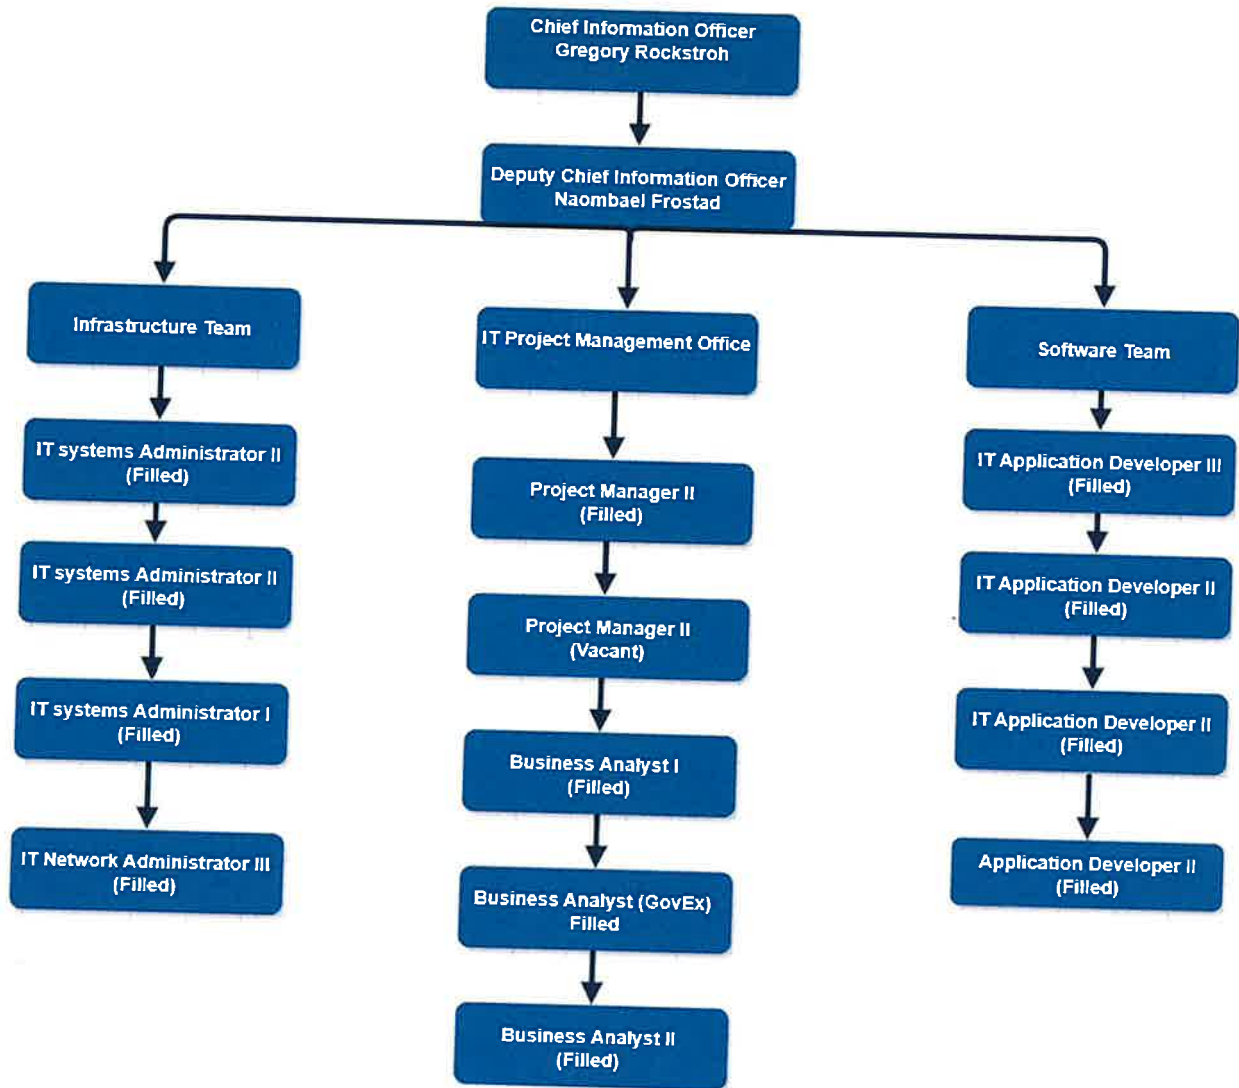 Chief Information Officer
Gregory Rockstroh
Deputy Chief Information Officer
Naombael Frostad
Infrastructure Team
IT systems Administrator II
(Filled)
IT systems Administrator II
(Filled)
IT systems Administrator I
(Filled)
IT Network Administrator III
(Filled)
IT Project Management Office
Project Manager II
(Filled)
Project Manager II
(Vacant)
Business Analyst I
(Filled)
Business Analyst (GovEx)
Filled
Business Analyst II
(Filled)
Software Team
IT Application Developer III
(Filled)
IT Application Developer II
(Filled)
IT Application Developer II
(Filled)
Application Developer II
(Filled)